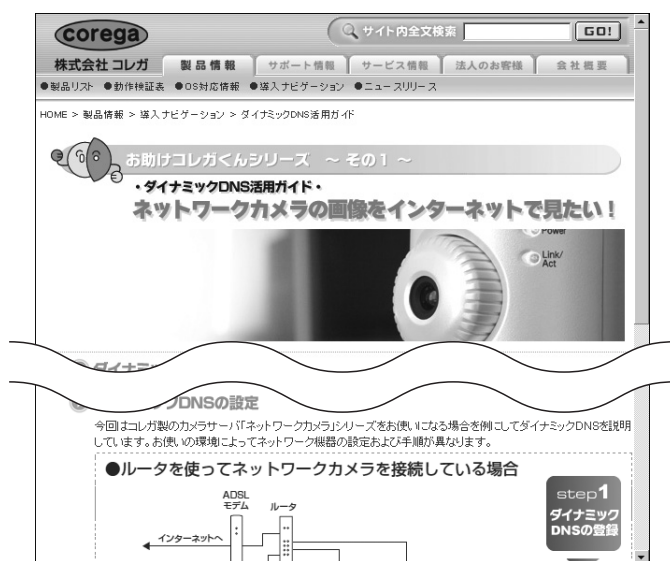 corega
サイト内全文検索
GO!
株式会社 コレガ
製品情報
サポート情報
サービス情報
法人のお客様
会社概要
●製品リスト ●動作検証表 ●OS対応情報 ●導入ナビゲーション ●ニュースリリース
HOME > 製品情報 > 導入ナビゲーション > ダイナミックDNS活用ガイド
お助けコレガくんシリーズ ～ その1 ～
・ダイナミックDNS活用ガイド・
ネットワークカメラの画像をインターネットで見たい！
Power
Link/
Act
DNSの設定
今回はコレガ製のカメラサーバ「ネットワークカメラ」シリーズをお使いになる場合を例にしてダイナミックDNSを説明
しています。お使いの環境によってネットワーク機器の設定および手順が異なります。
●ルータを使ってネットワークカメラを接続している場合
ADSL
モデム
ルータ
インターネットへ
step1
ダイナミック
DNSの登録